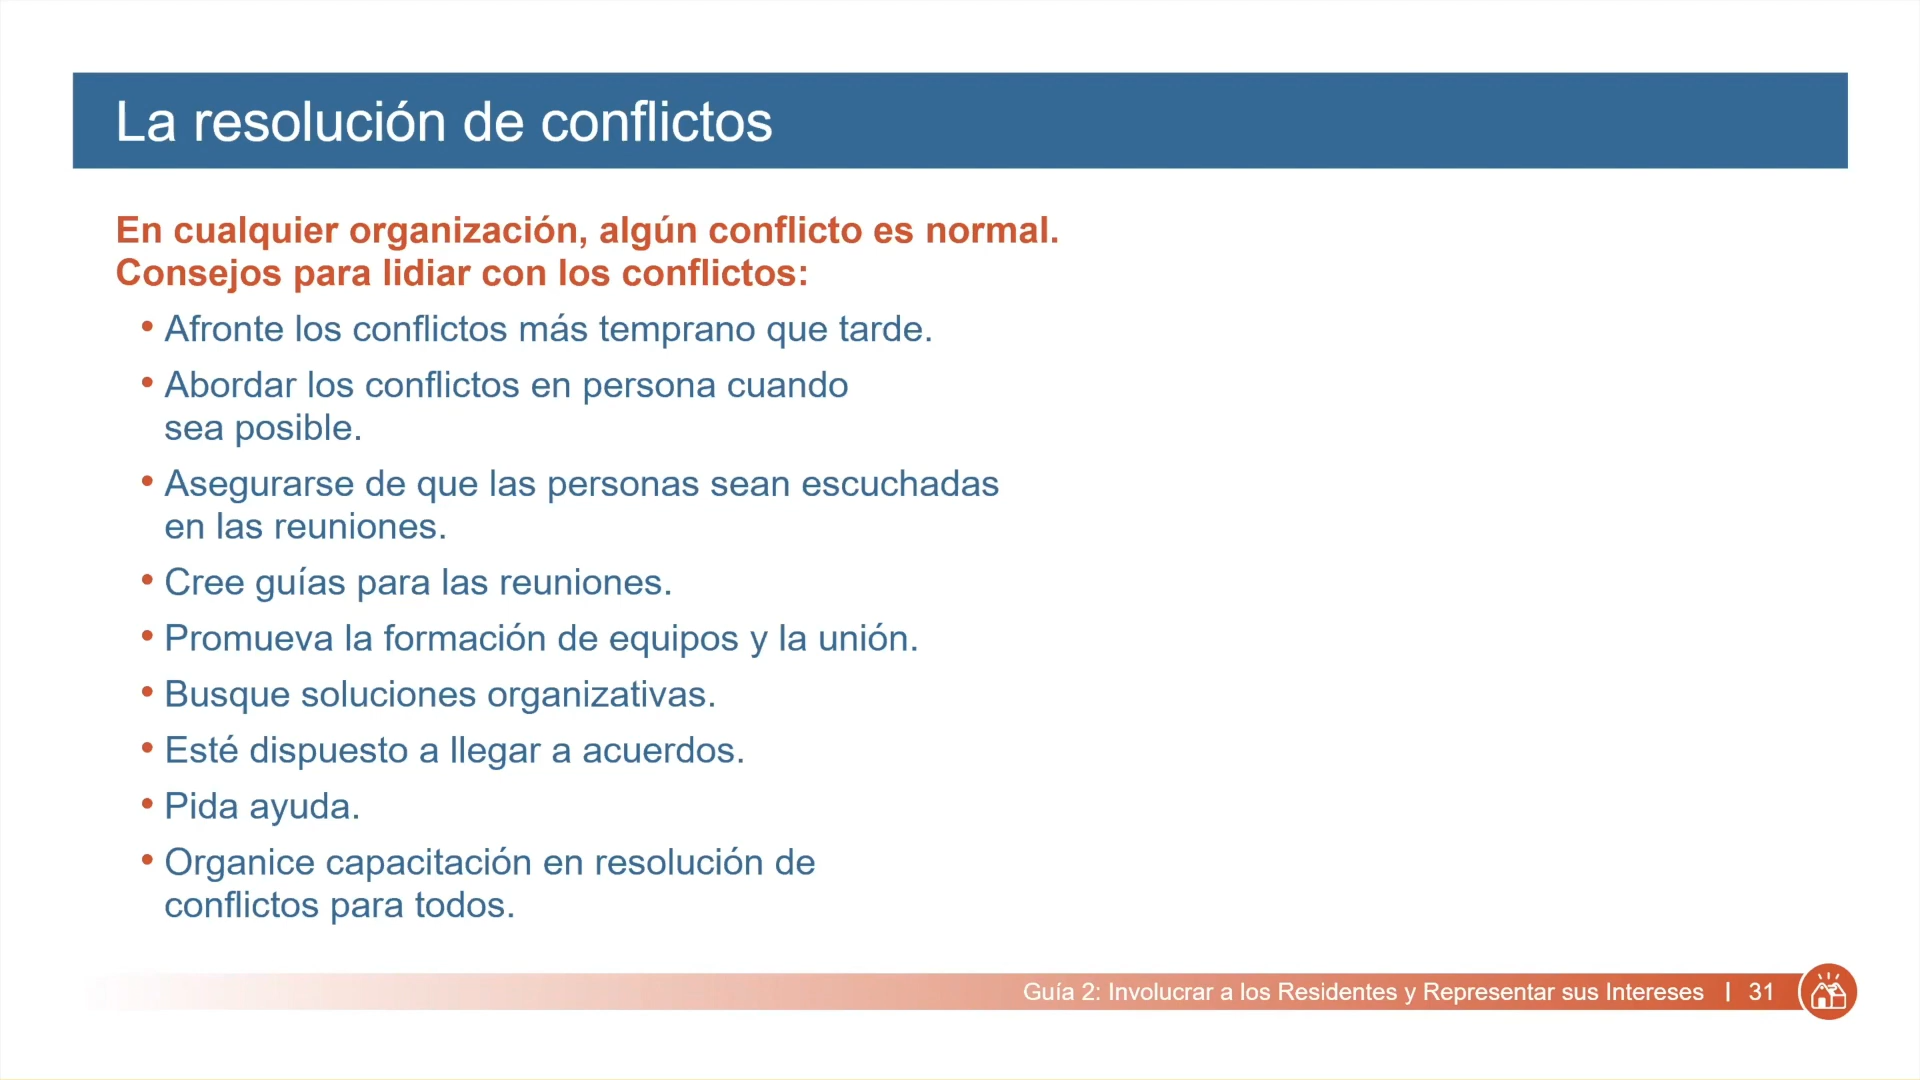 La resolución de conflictos
En cualquier organización, algún conflicto es normal.
Consejos para lidiar con los conflictos:
• Afronte los conflictos más temprano que tarde.
• Abordar los conflictos en persona cuando
sea posible.
• Asegurarse de que las personas sean escuchadas
en las reuniones.
• Cree guías para las reuniones.
• Promueva la formación de equipos y la unión.
• Busque soluciones organizativas.
• Esté dispuesto a llegar a acuerdos.
• Pida ayuda.
• Organice capacitación en resolución de
conflictos para todos.
Guía 2: Involucrar a los Residentes y Representar sus Intereses | 31